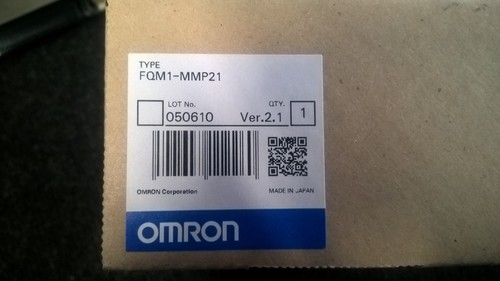 TYPE
FQM1-MMP21
LOT No. QTY.
050610 Ver.2.1 1
OMRON Corporation MADE IN JAPAN
OMRON